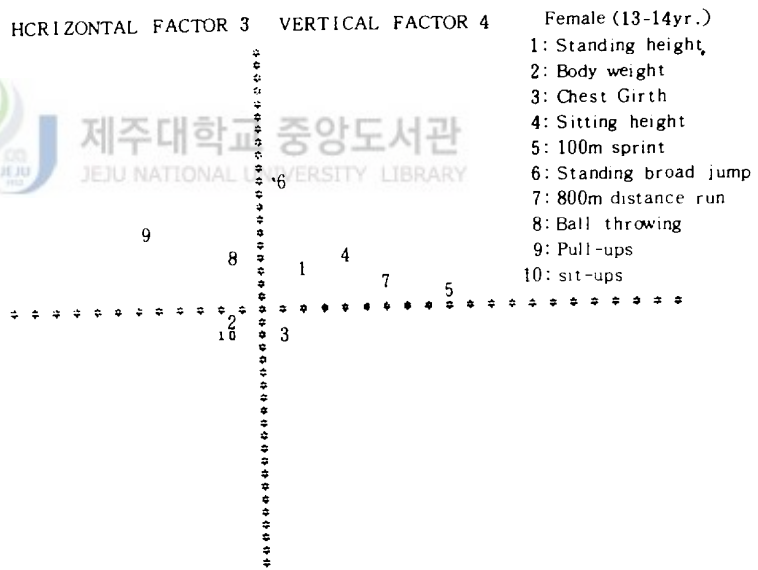 HCRIZONTAL FACTOR 3 VERTICAL FACTOR 4
Female (13-14yr.)
1: Standing height
2: Body weight
3: Chest Girth
4: Sitting height
5: 100m sprint
6: Standing broad jump
7: 800m distance run
8: Ball throwing
9: Pull-ups
10: sit-ups
제주대학교 중앙도서관
JEJU NATIONAL UNIVERSITY LIBRARY
JEJU
1952
6
9
8
4
1
7
5
2
10
3